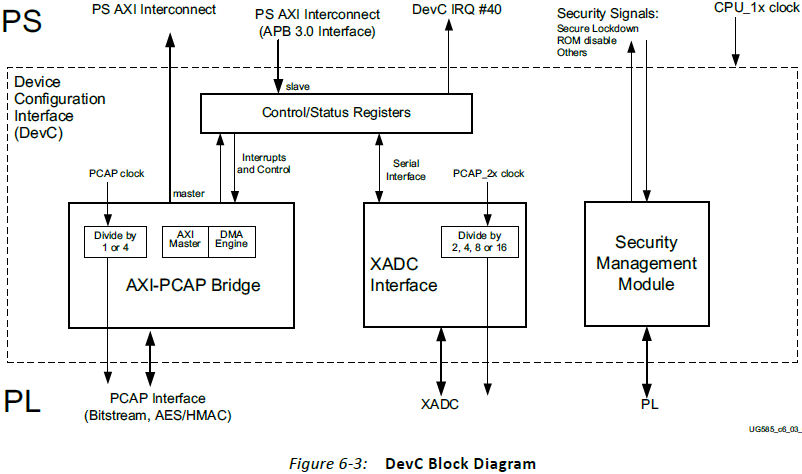 PS
PS AXI Interconnect
PS AXI Interconnect
(APB 3.0 Interface)
DevC IRQ #40
Security Signals:
Secure Lockdown
ROM disable
Others
CPU_1x clock
Device
Configuration
Interface
(DevC)
slave
Control/Status Registers
Interrupts
and Control
Serial
Interface
PCAP clock
master
PCAP_2x clock
Divide by
1 or 4
AXI
Master
DMA
Engine
AXI-PCAP Bridge
Divide by
2, 4, 8 or 16
XADC
Interface
Security
Management
Module
PL
PCAP Interface
(Bitstream, AES/HMAC)
XADC
PL
UG585_c6_03_
Figure 6-3: DevC Block Diagram